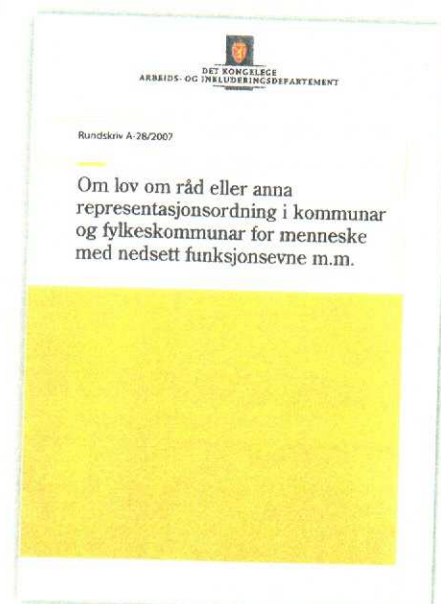 DET KONGELEGE
ARBEIDS- OG INKLUDERINGSDEPARTEMENT
Rundskriv A-28/2007
Om lov om råd eller anna
representasjonsordning i kommunar
og fylkeskommunar for menneske
med nedsett funksjonsevne m.m.